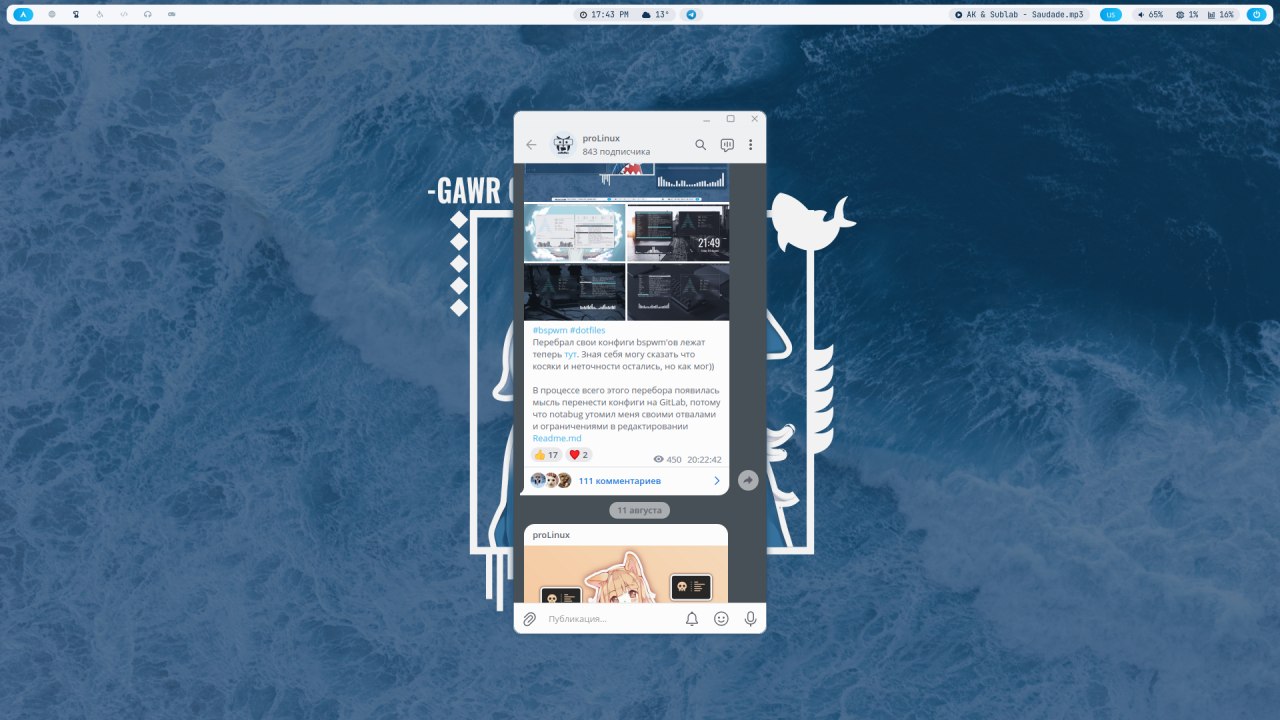 17:43 PM 13°
AK & Sublab - Saudade.mp3
us
65% 1% 16%
-GAWR
proLinux
843 подписчика
21:49
#bspwm #dotfiles
Перебрал свои конфиги bspwm'ов лежат
теперь тут. Зная себя могу сказать что
косяки и неточности остались, но как мог))
В процессе всего этого перебора появилась
мысль перенести конфиги на GitLab, потому
что notabug утомил меня своими отвалами
и ограничениями в редактировании
Readme.md
17 2
450 20:22:42
111 комментариев
11 августа
proLinux
Публикация...